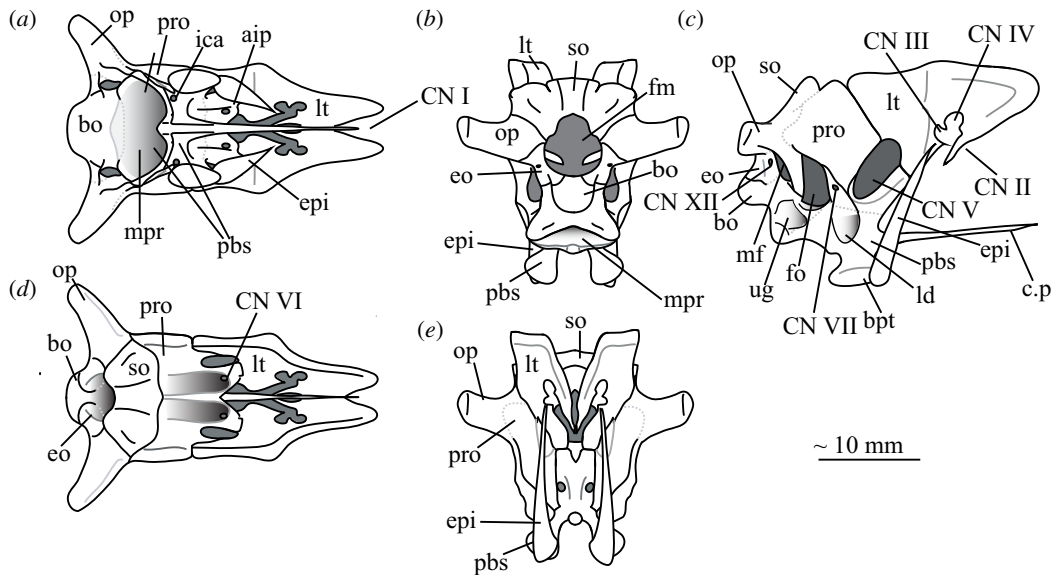 (a)
op
pro
ica
aip
lt
CN I
bo
mpr
pbs
epi
(b)
lt
so
fm
op
eo
bo
epi
pbs
mpr
(c)
CN III
CN IV
op
so
lt
pro
eo
CN XII
bo
CN II
CN V
mf
ug
fo
CN VII
bpt
ld
pbs
epi
c.p
(d)
op
pro
CN VI
bo
so
lt
eo
(e)
so
op
lt
pro
epi
pbs
~ 10 mm